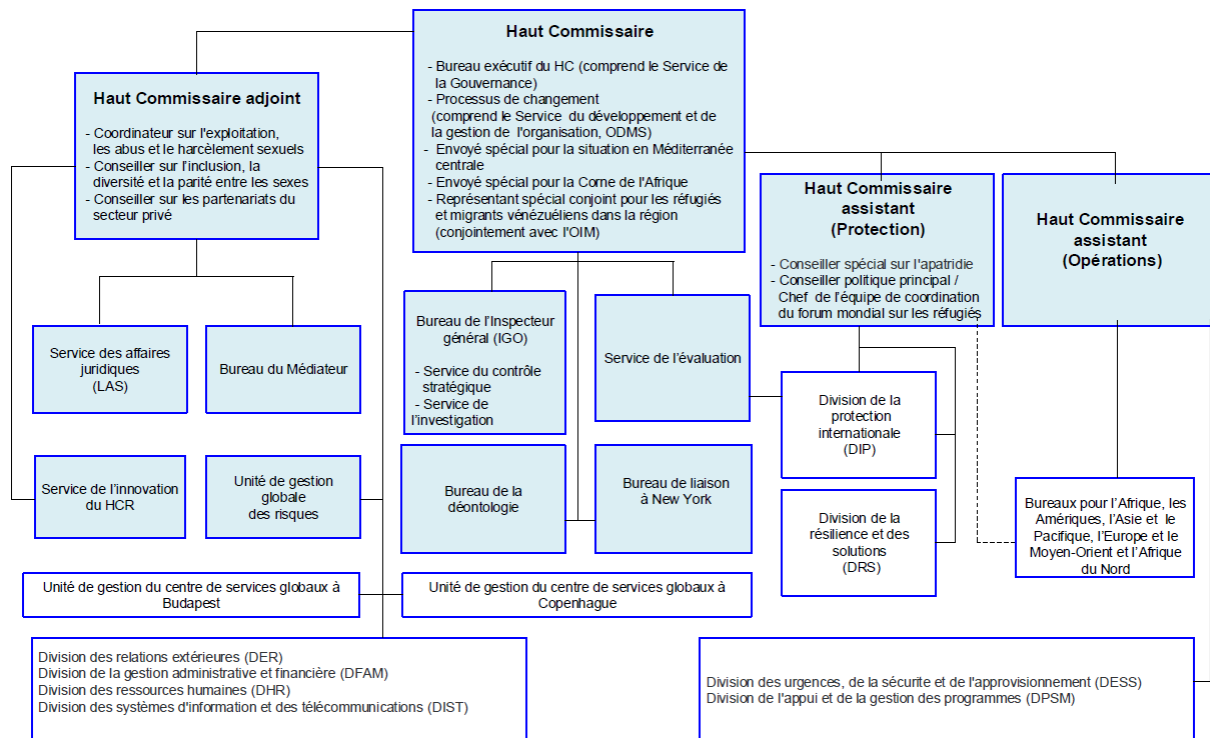 Haut Commissaire
- Bureau exécutif du HC (comprend le Service de
la Gouvernance)
- Processus de changement
(comprend le Service du développement et de
la gestion de l'organisation, ODMS)
- Envoyé spécial pour la situation en Méditerranée
centrale
- Envoyé spécial pour la Corne de l'Afrique
- Représentant spécial conjoint pour les réfugiés
et migrants vénézuéliens dans la région
(conjointement avec l'OIM)
Haut Commissaire adjoint
- Coordinateur sur l'exploitation,
les abus et le harcèlement sexuels
- Conseiller sur l'inclusion, la
diversité et la parité entre les sexes
- Conseiller sur les partenariats du
secteur privé
Haut Commissaire
assistant
(Protection)
- Conseiller spécial sur l'apatridie
- Conseiller politique principal /
Chef de l'équipe de coordination
du forum mondial sur les réfugiés
Haut Commissaire
assistant
(Opérations)
Service des affaires
juridiques
(LAS)
Bureau du Médiateur
Bureau de l'Inspecteur
général (IGO)
- Service du contrôle
stratégique
- Service de
l'investigation
Service de l'évaluation
Division de la
protection
internationale
(DIP)
Service de l'innovation
du HCR
Unité de gestion
globale
des risques
Bureau de la
déontologie
Bureau de liaison
à New York
Division de la
résilience et des
solutions
(DRS)
Bureaux pour l'Afrique, les
Amériques, l'Asie et le
Pacifique, l'Europe et le
Moyen-Orient et l'Afrique
du Nord
Unité de gestion du centre de services globaux à
Budapest
Unité de gestion du centre de services globaux à
Copenhague
Division des relations extérieures (DER)
Division de la gestion administrative et financière (DFAM)
Division des ressources humaines (DHR)
Division des systèmes d'information et des télécommunications (DIST)
Division des urgences, de la sécurite et de l'approvisionnement (DESS)
Division de l'appui et de la gestion des programmes (DPSM)